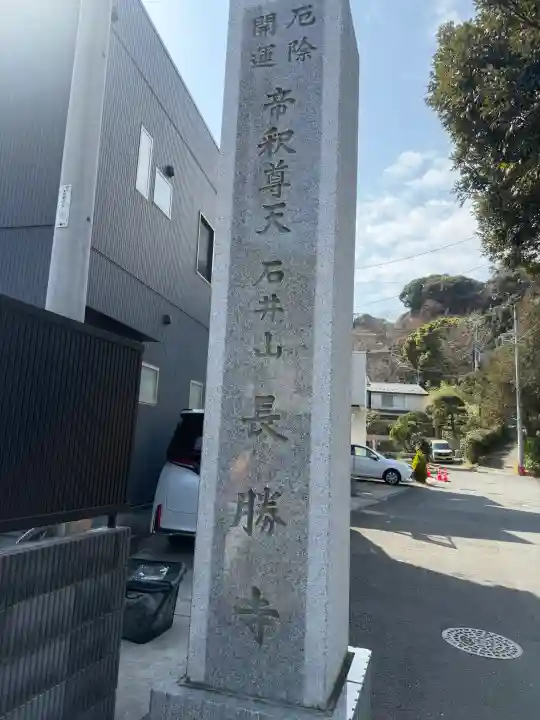 厄除
開運
帝釈尊天 石井山 長勝寺